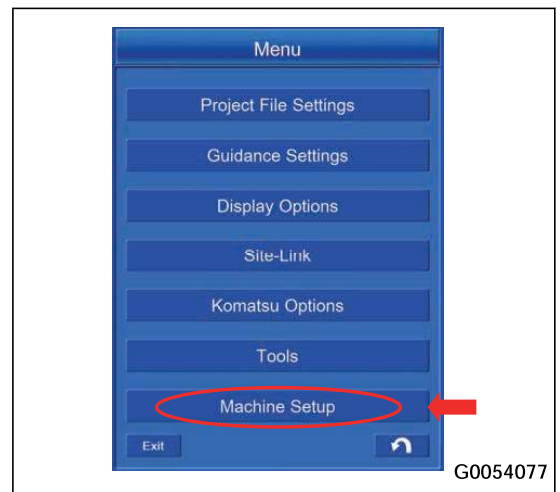 Menu
Project File Settings
Guidance Settings
Display Options
Site-Link
Komatsu Options
Tools
Machine Setup
Exit
G0054077